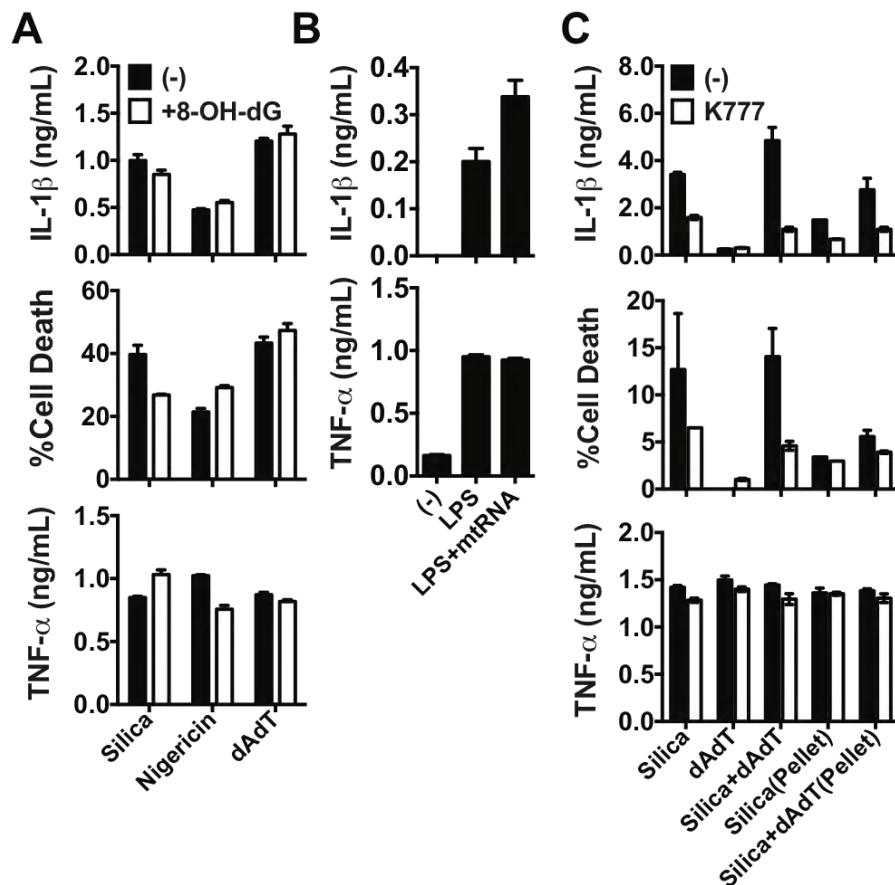 A
IL-1β (ng/mL)
2.0
1.5
1.0
0.5
0.0
(-)
+8-OH-dG
%Cell Death
60
40
20
0
TNF-α (ng/mL)
1.5
1.0
0.5
0.0
Silica
Nigericin
dAdT
B
IL-1β (ng/mL)
0.4
0.3
0.2
0.1
0.0
TNF-α (ng/mL)
1.5
1.0
0.5
0.0
(-)
LPS
LPS+mtRNA
C
IL-1β (ng/mL)
8.0
6.0
4.0
2.0
0.0
(-)
K777
%Cell Death
20
15
10
5
0
TNF-α (ng/mL)
2.0
1.5
1.0
0.5
0.0
Silica
dAdT
Silica+dAdT
Silica(Pellet)
Silica+dAdT(Pellet)